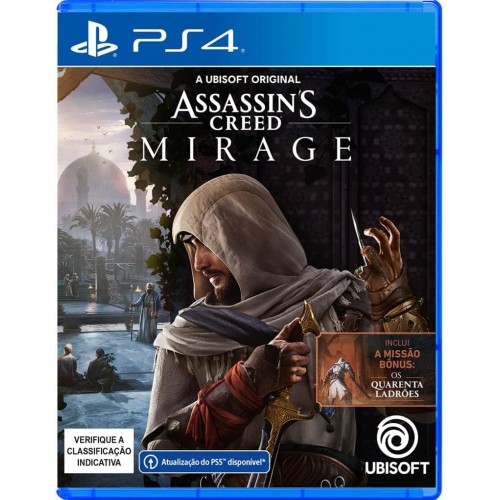 PS4
A UBISOFT ORIGINAL
ASSASSIN'S
CREED
MIRAGE
INCLUI
A MISSÃO
BÔNUS:
OS
QUARENTA
LADRÕES
VERIFIQUE A
CLASSIFICAÇÃO
INDICATIVA
Atualização do PS5™ disponível*
UBISOFT